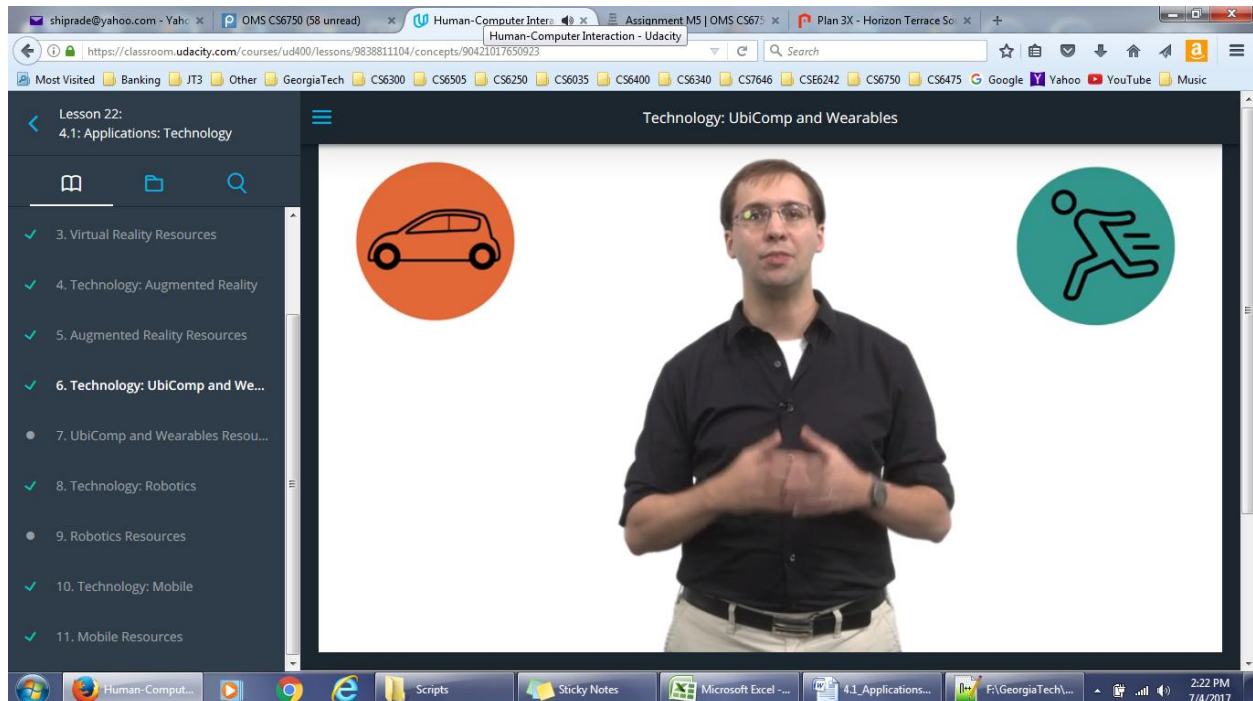 shiprade@yahoo.com - Yaho
OMS CS6750 (58 unread)
Human-Computer Intera
Assignment M5 | OMS CS675
Plan 3X - Horizon Terrace So
Human-Computer Interaction - Udacity
https://classroom.udacity.com/courses/ud400/lessons/9838811104/concepts/90421017650923
Search
Most Visited Banking JT3 Other GeorgiaTech CS6300 CS6505 CS6250 CS6035 CS6400 CS6340 CS7646 CSE6242 CS6750 CS6475 Google Yahoo YouTube Music
Lesson 22:
4.1: Applications: Technology
Technology: UbiComp and Wearables
3. Virtual Reality Resources
4. Technology: Augmented Reality
5. Augmented Reality Resources
6. Technology: UbiComp and We...
7. UbiComp and Wearables Resou...
8. Technology: Robotics
9. Robotics Resources
10. Technology: Mobile
11. Mobile Resources
Human-Comput...
Scripts
Sticky Notes
Microsoft Excel -...
4.1_Applications...
F:\GeorgiaTech\...
2:22 PM
7/4/2017